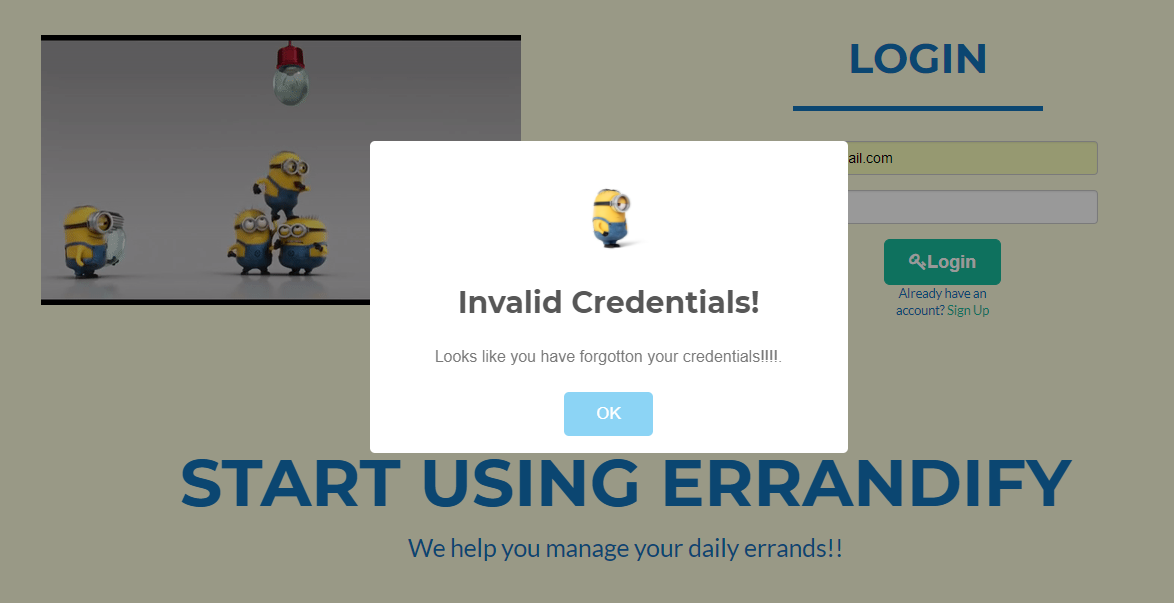 LOGIN
ail.com
Login
Already have an
account? Sign Up
Invalid Credentials!
Looks like you have forgotton your credentials!!!!.
OK
START USING ERRANDIFY
We help you manage your daily errands!!